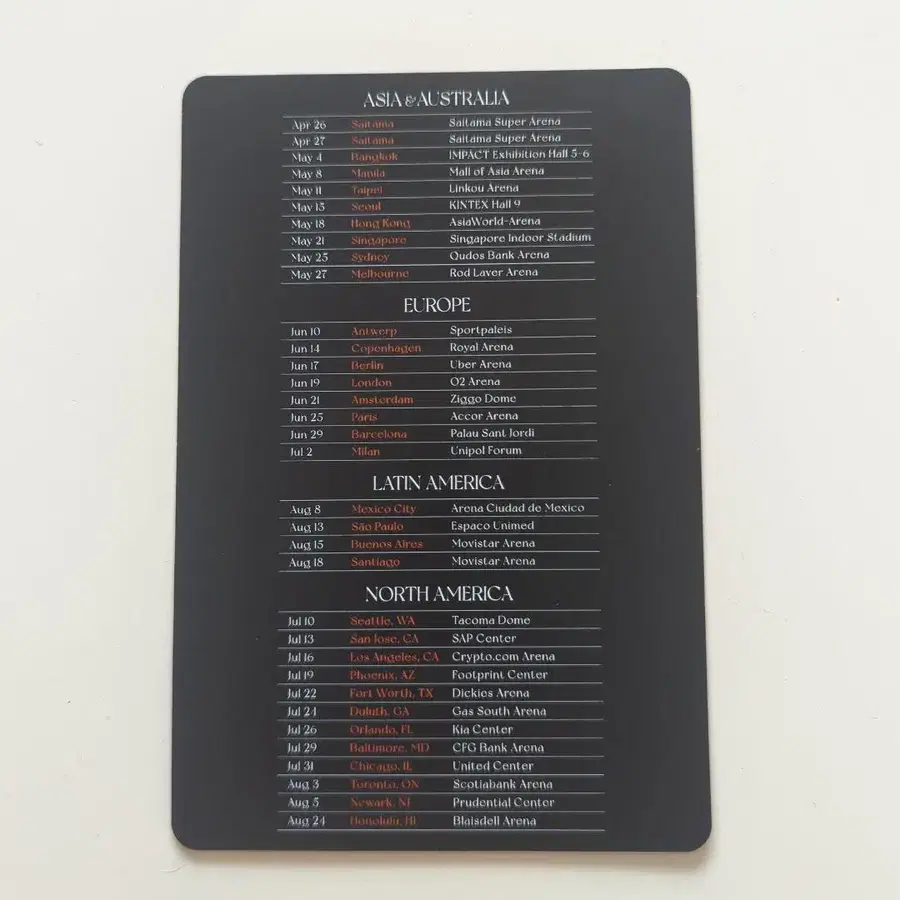 ASIA & AUSTRALIA
Apr 26 Saitama Saitama Super Arena
Apr 27 Saitama Saitama Super Arena
May 4 Bangkok IMPACT Exhibition Hall 5-6
May 8 Manila Mall of Asia Arena
May 11 Taipei Linkou Arena
May 15 Seoul KINTEX Hall 9
May 18 Hong Kong AsiaWorld-Arena
May 21 Singapore Singapore Indoor Stadium
May 25 Sydney Qudos Bank Arena
May 27 Melbourne Rod Laver Arena
EUROPE
Jun 10 Antwerp Sportpaleis
Jun 14 Copenhagen Royal Arena
Jun 17 Berlin Uber Arena
Jun 19 London O2 Arena
Jun 21 Amsterdam Ziggo Dome
Jun 25 Paris Accor Arena
Jun 29 Barcelona Palau Sant Jordi
Jul 2 Milan Unipol Forum
LATIN AMERICA
Aug 8 Mexico City Arena Ciudad de Mexico
Aug 13 São Paulo Espaco Unimed
Aug 15 Buenos Aires Movistar Arena
Aug 18 Santiago Movistar Arena
NORTH AMERICA
Jul 10 Seattle, WA Tacoma Dome
Jul 13 San Jose, CA SAP Center
Jul 16 Los Angeles, CA Crypto.com Arena
Jul 19 Phoenix, AZ Footprint Center
Jul 22 Fort Worth, TX Dickies Arena
Jul 24 Duluth, GA Gas South Arena
Jul 26 Orlando, FL Kia Center
Jul 29 Baltimore, MD CFG Bank Arena
Jul 31 Chicago, IL United Center
Aug 3 Toronto, ON Scotiabank Arena
Aug 5 Newark, NJ Prudential Center
Aug 24 Honolulu, HI Blaisdell Arena